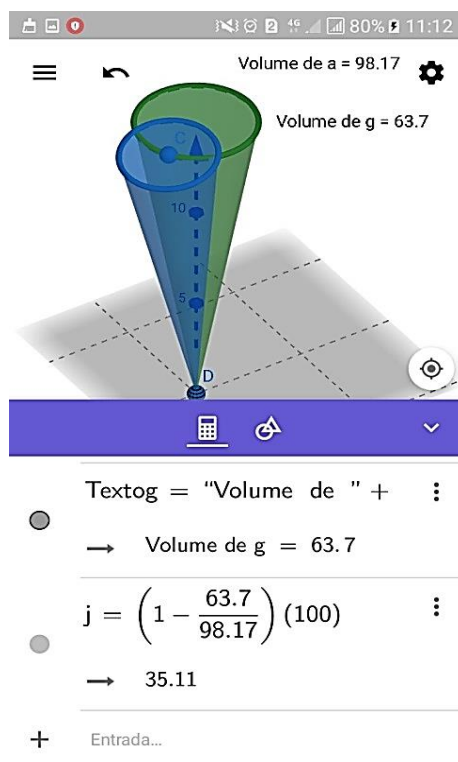 4G 80% 11:12
Volume de a = 98.17
Volume de g = 63.7
C
10
5
D
Textog = “Volume de ” +
→ Volume de g = 63.7
j = (1 − 63.7/98.17) (100)
→ 35.11
+ Entrada...